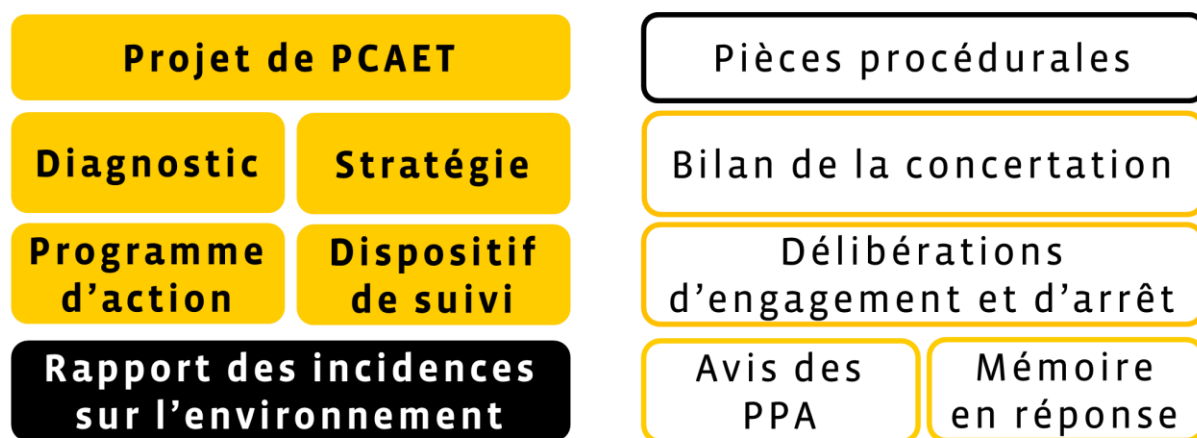 Projet de PCAET
Diagnostic
Stratégie
Programme
d’action
Dispositif
de suivi
Rapport des incidences
sur l’environnement
Pièces procédurales
Bilan de la concertation
Délibérations
d’engagement et d’arrêt
Avis des
PPA
Mémoire
en réponse